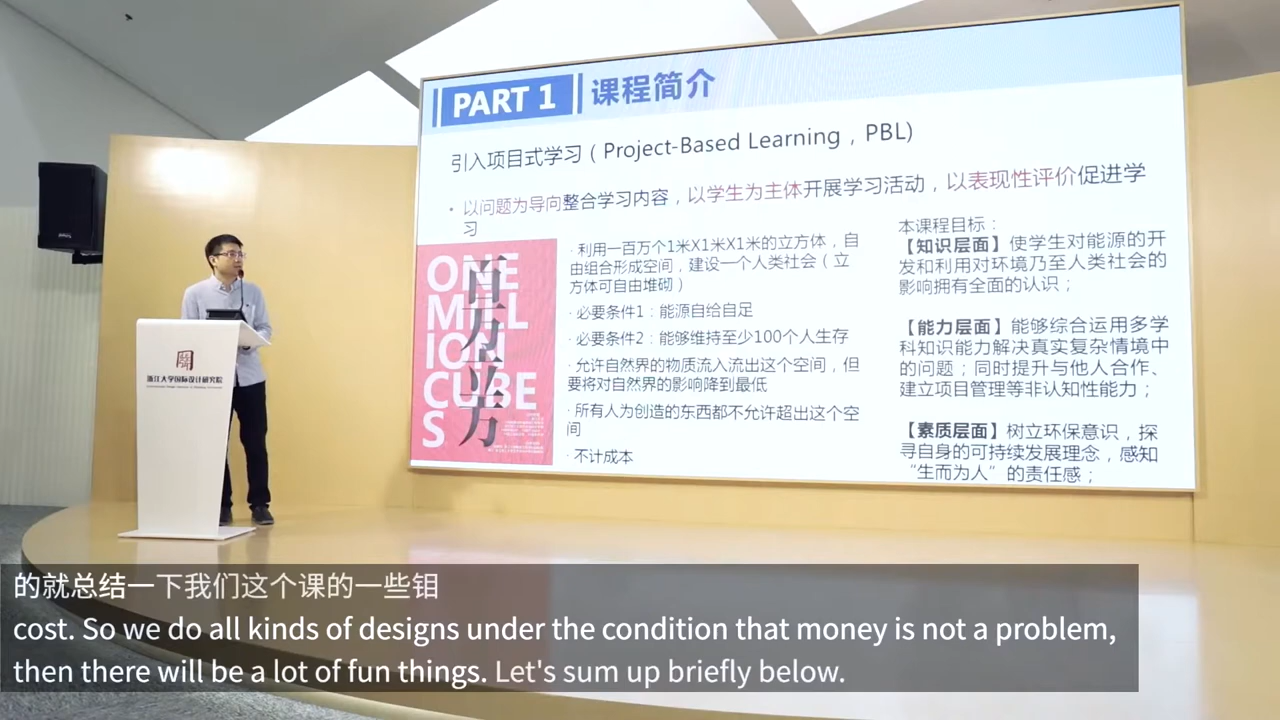 PART 1 课程简介
引入项目式学习（Project-Based Learning，PBL)
· 以问题为导向整合学习内容，以学生为主体开展学习活动，以表现性评价促进学
习
ONE
MILL
ION
CUBE
S
百万立方
· 利用一百万个1米X1米X1米的立方体，自
由组合形成空间，建设一个人类社会（立
方体可自由堆砌）
· 必要条件1：能源自给自足
· 必要条件2：能够维持至少100个人生存
· 允许自然界的物质流入流出这个空间，但
要将对自然界的影响降到最低
· 所有人为创造的东西都不允许超出这个空
间
· 不计成本
本课程目标：
【知识层面】使学生对能源的开
发和利用对环境乃至人类社会的
影响拥有全面的认识；
【能力层面】能够综合运用多学
科知识能力解决真实复杂情境中
的问题；同时提升与他人合作、
建立项目管理等非认知性能力；
【素质层面】树立环保意识，探
寻自身的可持续发展理念，感知
“生而为人”的责任感；
浙江大学国际设计研究院
的就总结一下我们这个课的一些钥
cost. So we do all kinds of designs under the condition that money is not a problem,
then there will be a lot of fun things. Let's sum up briefly below.